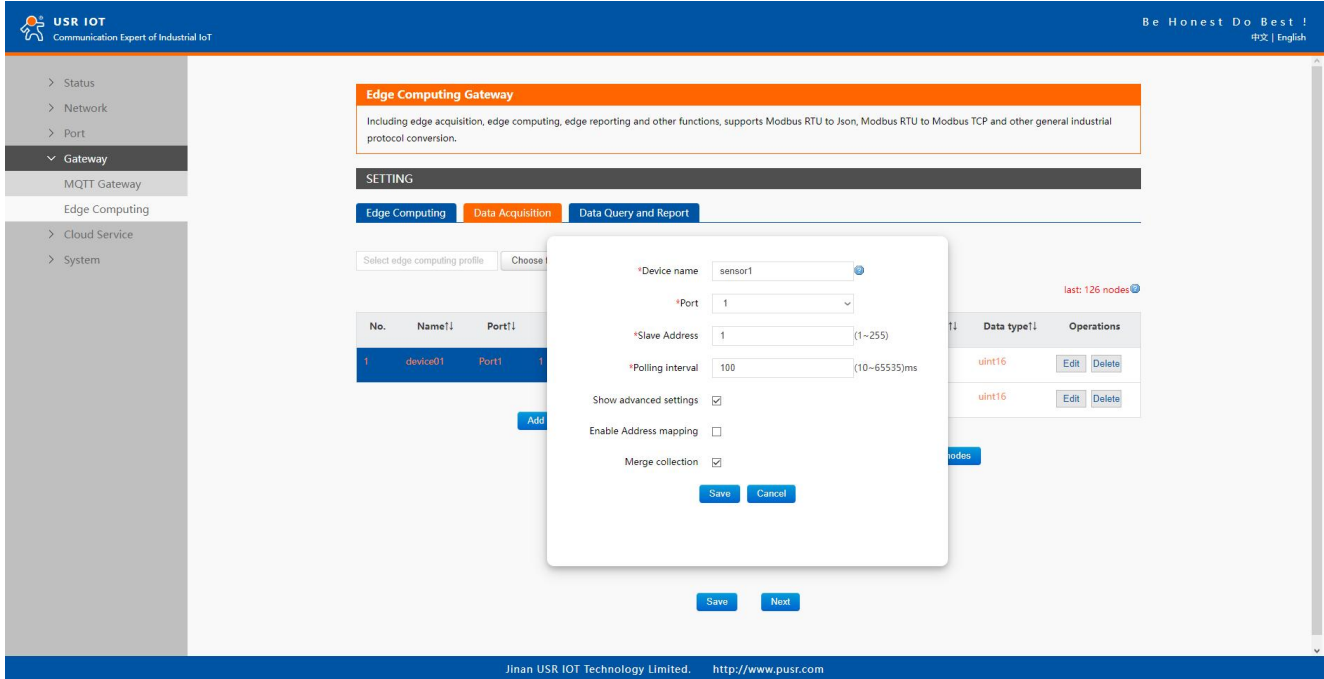 USR IOT
Communication Expert of Industrial IoT
Be Honest Do Best !
中文 | English
Status
Network
Port
Gateway
MQTT Gateway
Edge Computing
Cloud Service
System
Edge Computing Gateway
Including edge acquisition, edge computing, edge reporting and other functions, supports Modbus RTU to Json, Modbus RTU to Modbus TCP and other general industrial
protocol conversion.
SETTING
Edge Computing Data Acquisition Data Query and Report
Select edge computing profile Choose
last: 126 nodes
No. Name↑↓ Port↑↓ ↑↓ Data type↑↓ Operations
1 device01 Port1 1 uint16 Edit Delete
uint16 Edit Delete
Add
nodes
*Device name sensor1
*Port 1
*Slave Address 1 (1~255)
*Polling interval 100 (10~65535)ms
Show advanced settings
Enable Address mapping
Merge collection
Save Cancel
Save Next
Jinan USR IOT Technology Limited. http://www.pusr.com